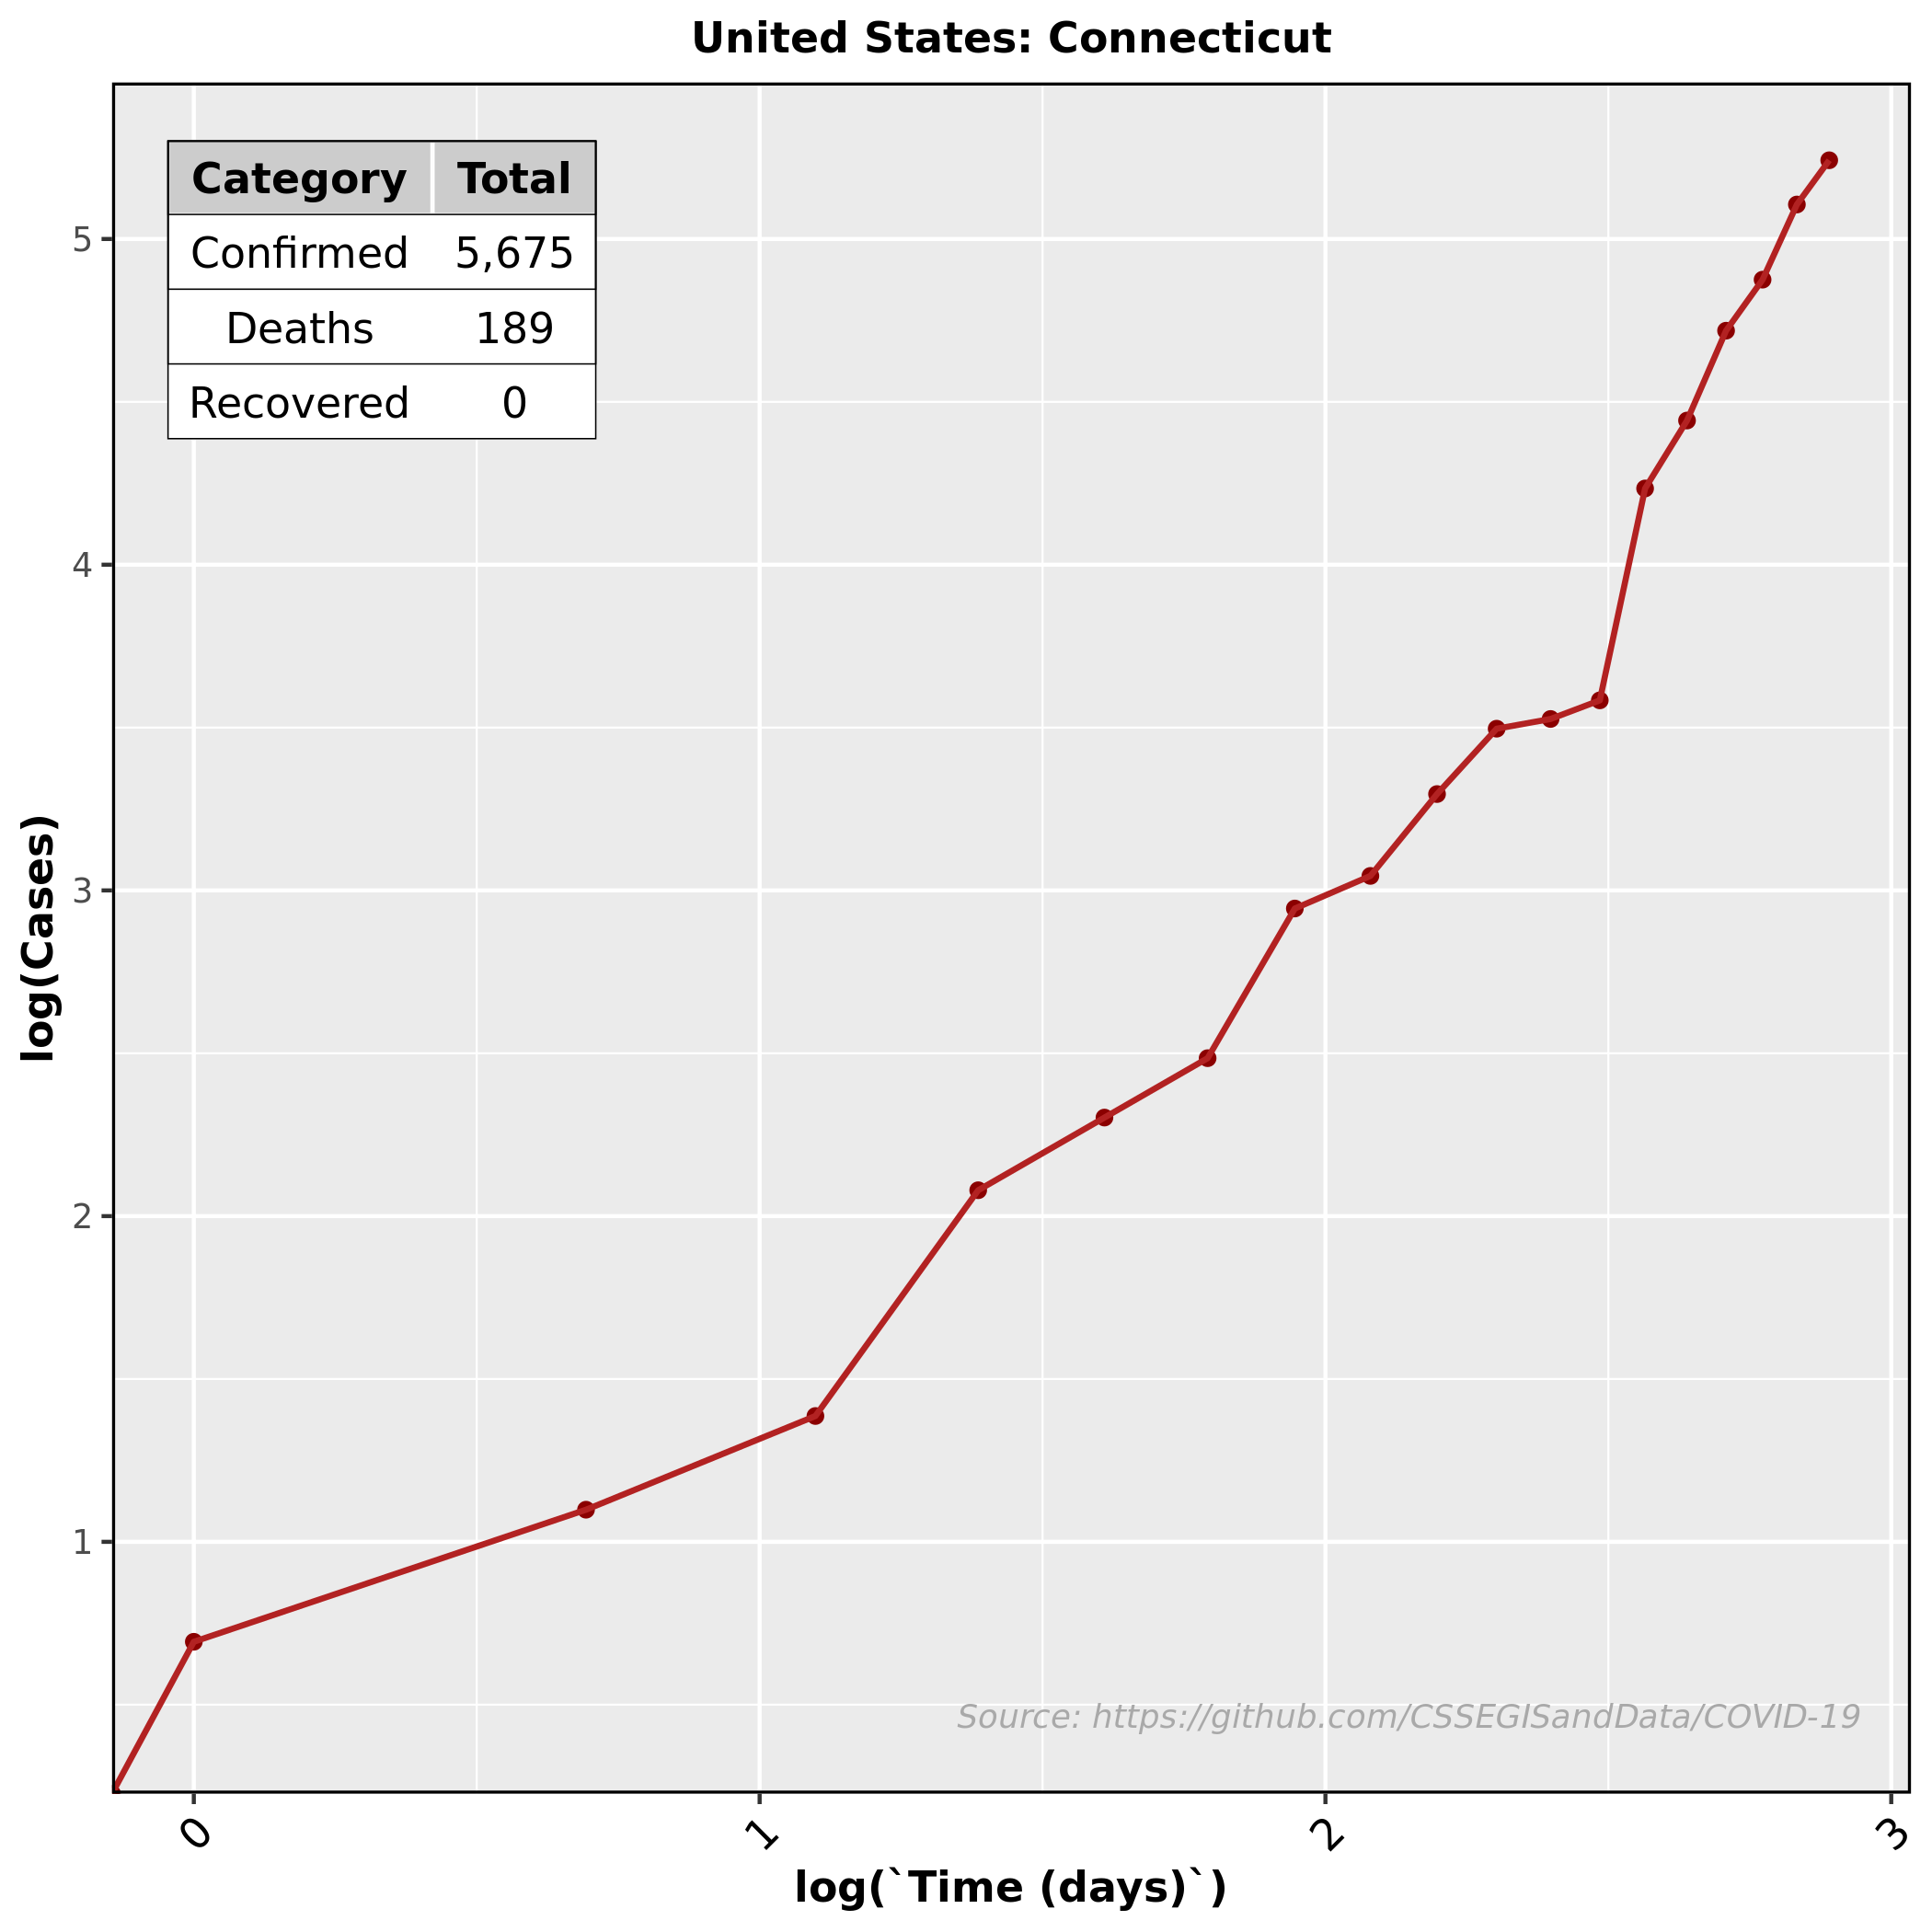 United States: Connecticut
Category Total
Confirmed 5,675
Deaths 189
Recovered 0
5
4
3
2
1
log(Cases)
Source: https://github.com/CSSEGISandData/COVID-19
0 1 2 3
log(`Time (days)`)